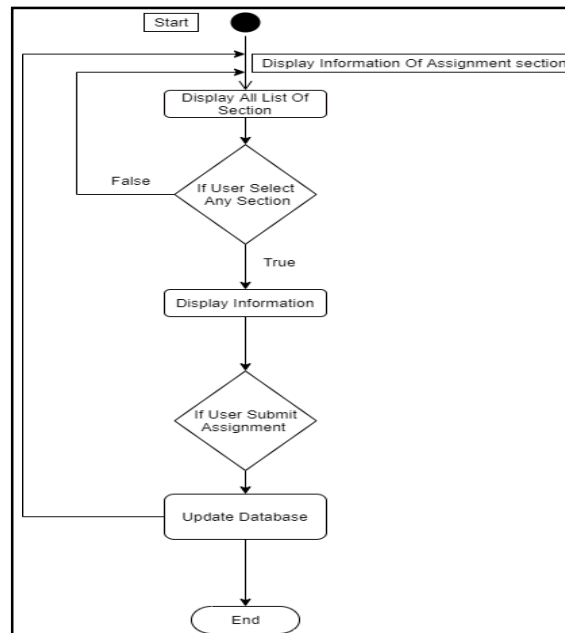 Start
Display Information Of Assignment section
Display All List Of
Section
False
If User Select
Any Section
True
Display Information
If User Submit
Assignment
Update Database
End